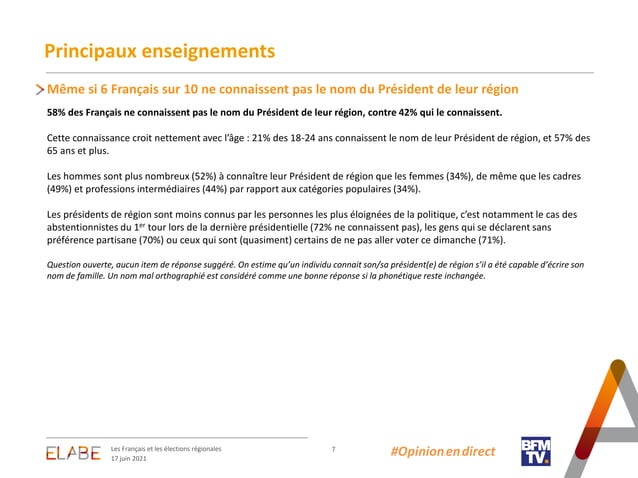 Principaux enseignements
Même si 6 Français sur 10 ne connaissent pas le nom du Président de leur région
58% des Français ne connaissent pas le nom du Président de leur région, contre 42% qui le connaissent.
Cette connaissance croit nettement avec l’âge : 21% des 18-24 ans connaissent le nom de leur Président de région, et 57% des
65 ans et plus.
Les hommes sont plus nombreux (52%) à connaître leur Président de région que les femmes (34%), de même que les cadres
(49%) et professions intermédiaires (44%) par rapport aux catégories populaires (34%).
Les présidents de région sont moins connus par les personnes les plus éloignées de la politique, c’est notamment le cas des
abstentionnistes du 1er tour lors de la dernière présidentielle (72% ne connaissent pas), les gens qui se déclarent sans
préférence partisane (70%) ou ceux qui sont (quasiment) certains de ne pas aller voter ce dimanche (71%).
Question ouverte, aucun item de réponse suggéré. On estime qu’un individu connait son/sa président(e) de région s’il a été capable d’écrire son
nom de famille. Un nom mal orthographié est considéré comme une bonne réponse si la phonétique reste inchangée.
ELABE
Les Français et les élections régionales
17 juin 2021
7
#Opinionendirect
BFM
TV.